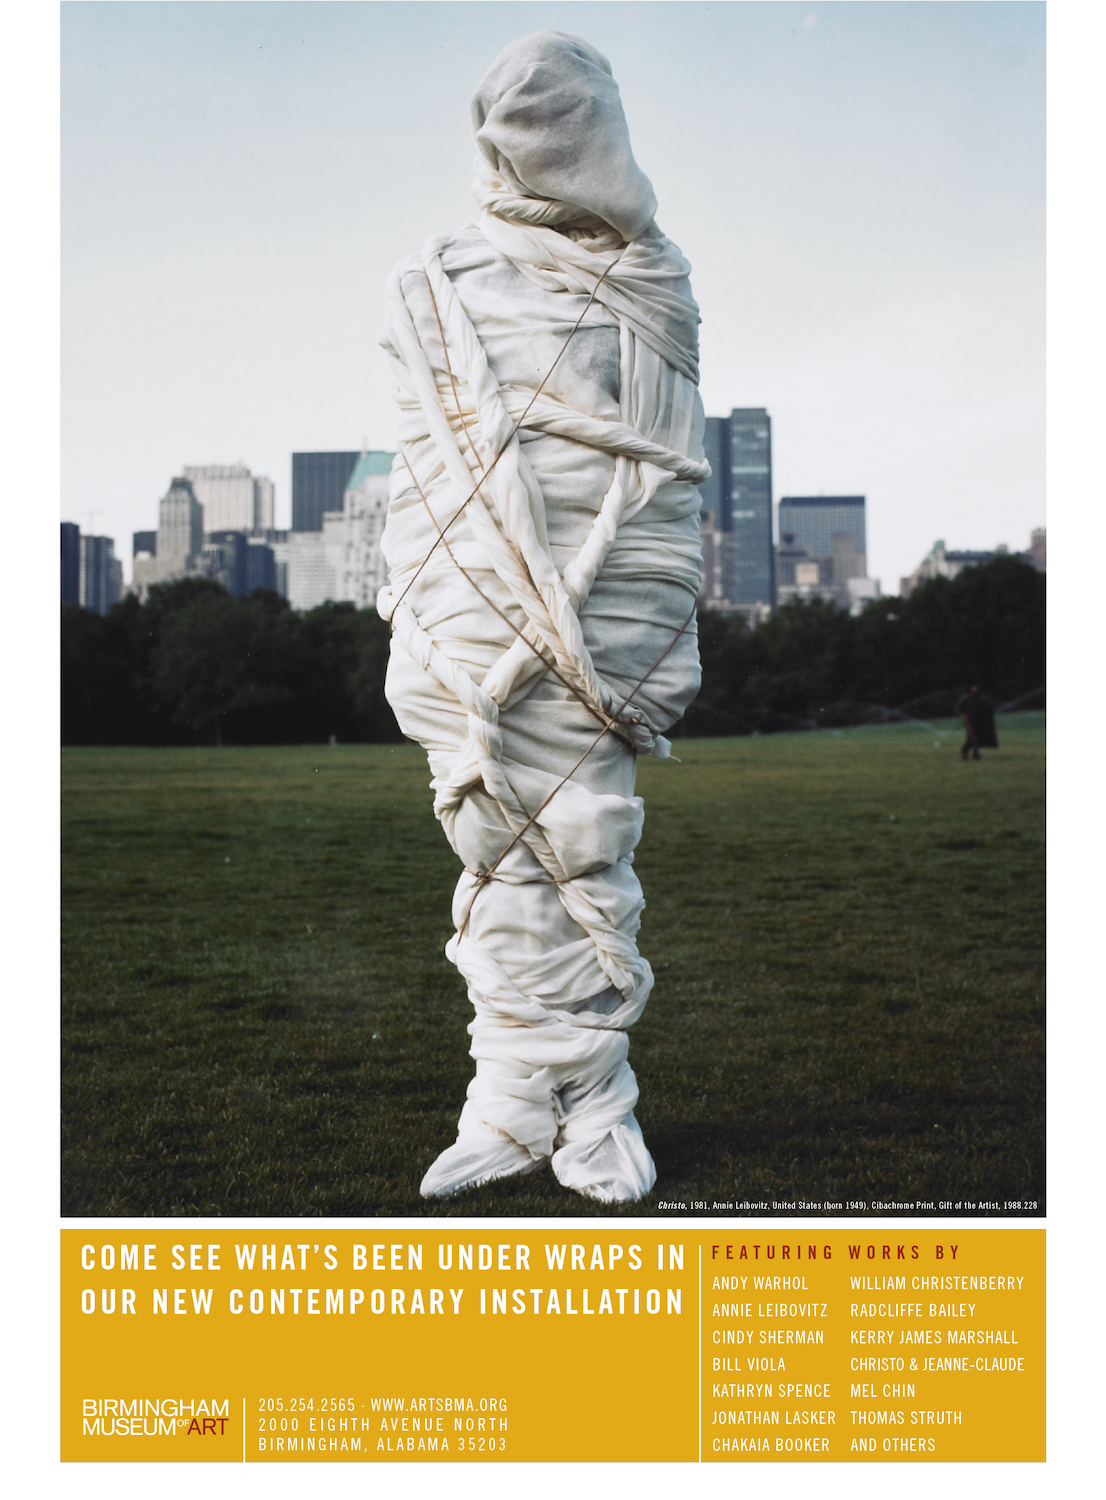 Christo, 1981, Annie Leibovitz, United States (born 1949), Cibachrome Print, Gift of the Artist, 1988.228
COME SEE WHAT'S BEEN UNDER WRAPS IN
OUR NEW CONTEMPORARY INSTALLATION
BIRMINGHAM
MUSEUM OF ART
205.254.2565 · WWW.ARTSBMA.ORG
2000 EIGHTH AVENUE NORTH
BIRMINGHAM, ALABAMA 35203
FEATURING WORKS BY
ANDY WARHOL
ANNIE LEIBOVITZ
CINDY SHERMAN
BILL VIOLA
KATHRYN SPENCE
JONATHAN LASKER
CHAKAIA BOOKER
WILLIAM CHRISTENBERRY
RADCLIFFE BAILEY
KERRY JAMES MARSHALL
CHRISTO & JEANNE-CLAUDE
MEL CHIN
THOMAS STRUTH
AND OTHERS